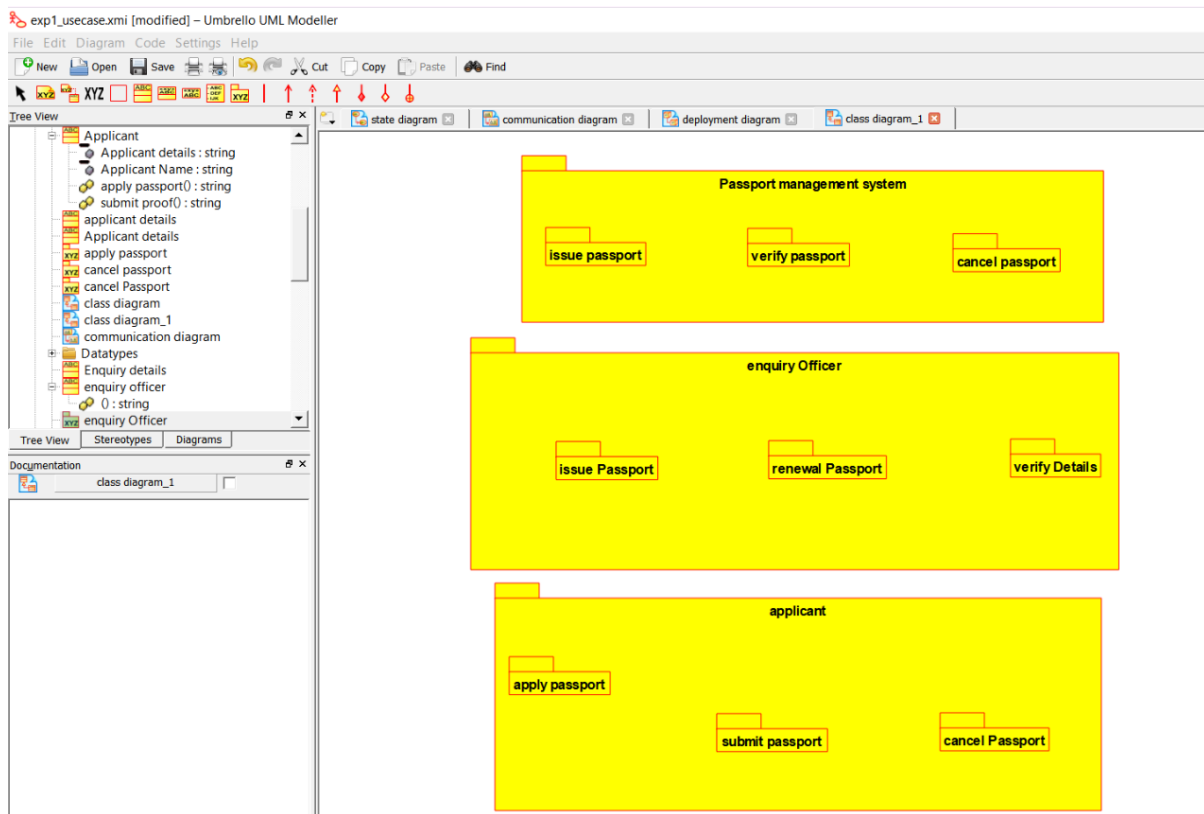 exp1_usecase.xmi [modified] – Umbrello UML Modeller
File Edit Diagram Code Settings Help
New Open Save Cut Copy Paste Find
XYZ XYZ ABC XYZ
Tree View
state diagram communication diagram deployment diagram class diagram_1
Applicant
Applicant details : string
Applicant Name : string
apply passport() : string
submit proof() : string
applicant details
Applicant details
apply passport
cancel passport
cancel Passport
class diagram
class diagram_1
communication diagram
Datatypes
Enquiry details
enquiry officer
() : string
enquiry Officer
Tree View Stereotypes Diagrams
Documentation
class diagram_1
Passport management system
issue passport
verify passport
cancel passport
enquiry Officer
issue Passport
renewal Passport
verify Details
applicant
apply passport
submit passport
cancel Passport